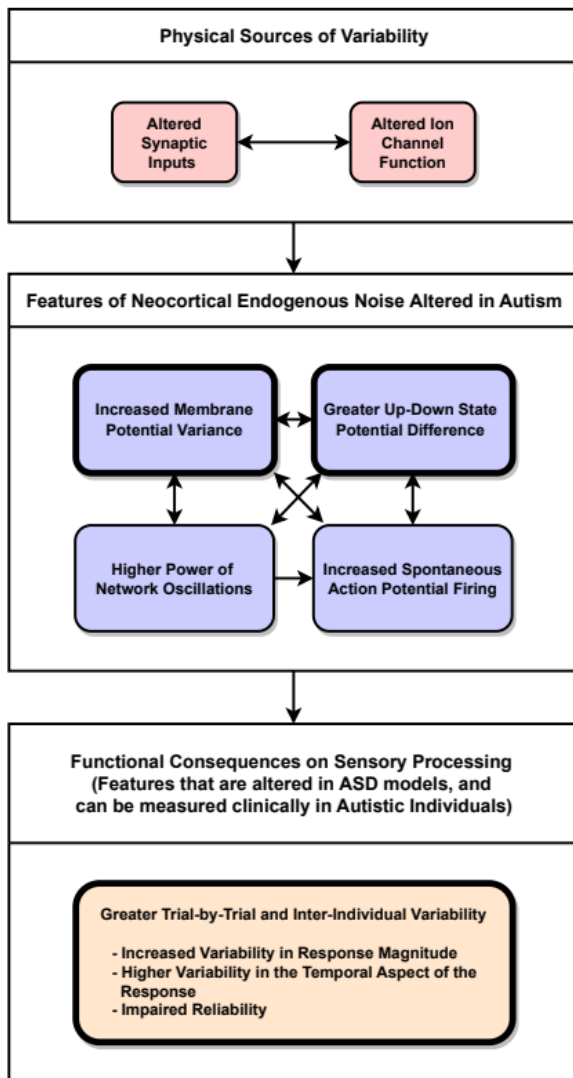 Physical Sources of Variability
Altered
Synaptic
Inputs
Altered Ion
Channel
Function
Features of Neocortical Endogenous Noise Altered in Autism
Increased Membrane
Potential Variance
Greater Up-Down State
Potential Difference
Higher Power of
Network Oscillations
Increased Spontaneous
Action Potential Firing
Functional Consequences on Sensory Processing
(Features that are altered in ASD models, and
can be measured clinically in Autistic Individuals)
Greater Trial-by-Trial and Inter-Individual Variability
- Increased Variability in Response Magnitude
- Higher Variability in the Temporal Aspect of the
Response
- Impaired Reliability